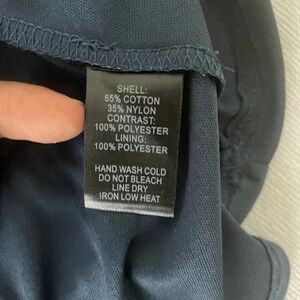 SHELL:
65% COTTON
35% NYLON
CONTRAST:
100% POLYESTER
LINING:
100% POLYESTER
HAND WASH COLD
DO NOT BLEACH
LINE DRY
IRON LOW HEAT